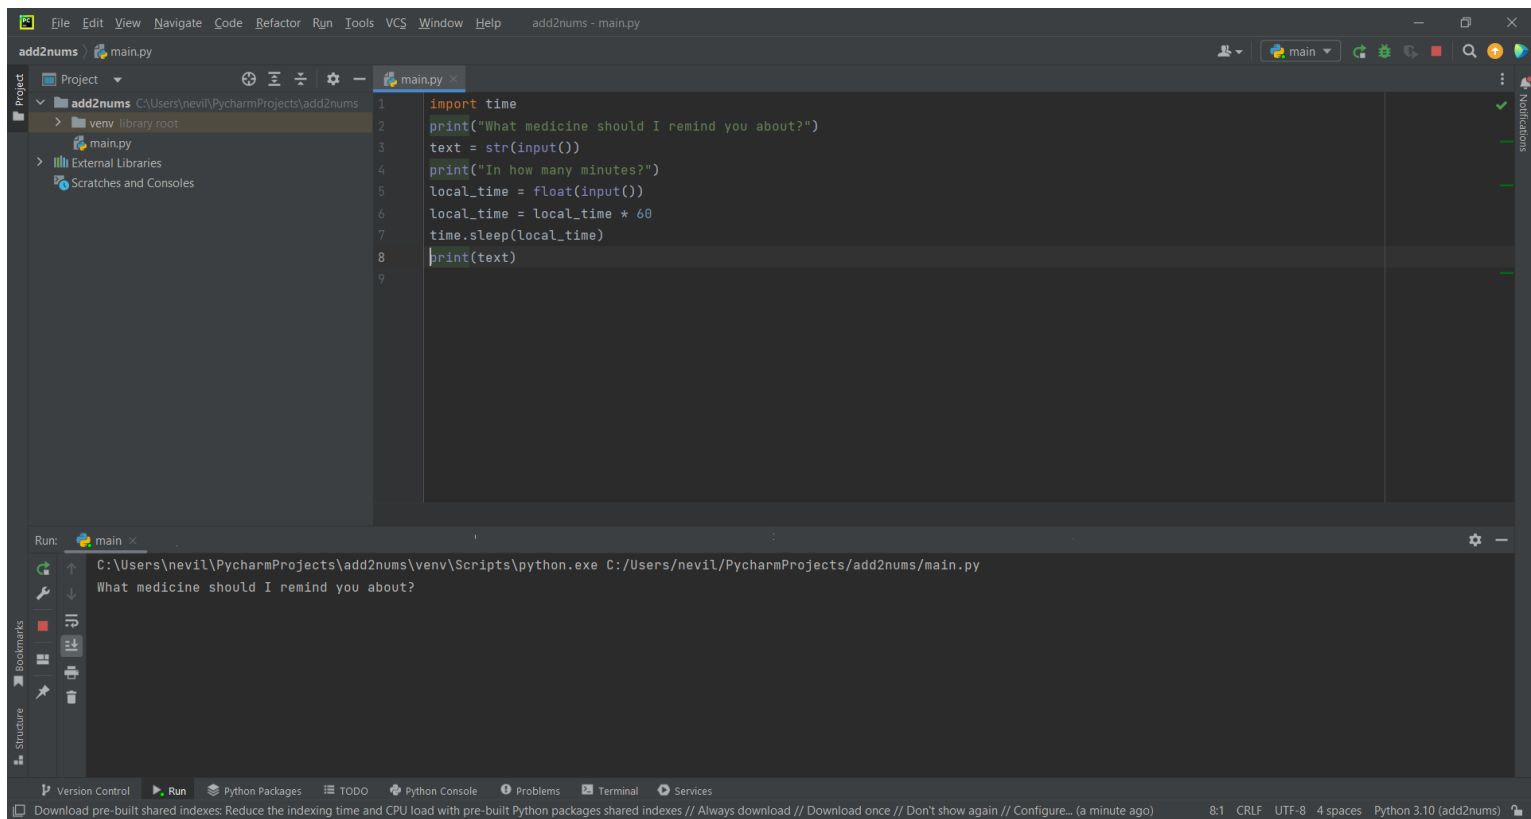 File Edit View Navigate Code Refactor Run Tools VCS Window Help add2nums - main.py
add2nums main.py main
Project main.py
Project
add2nums C:\Users\nevil\PycharmProjects\add2nums
venv library root
main.py
External Libraries
Scratches and Consoles
1 import time
2 print("What medicine should I remind you about?")
3 text = str(input())
4 print("In how many minutes?")
5 local_time = float(input())
6 local_time = local_time * 60
7 time.sleep(local_time)
8 print(text)
9
Notifications
Run: main
C:\Users\nevil\PycharmProjects\add2nums\venv\Scripts\python.exe C:/Users/nevil/PycharmProjects/add2nums/main.py
What medicine should I remind you about?
Bookmarks
Structure
Version Control Run Python Packages TODO Python Console Problems Terminal Services
Download pre-built shared indexes: Reduce the indexing time and CPU load with pre-built Python packages shared indexes // Always download // Download once // Don't show again // Configure... (a minute ago) 8:1 CRLF UTF-8 4 spaces Python 3.10 (add2nums)